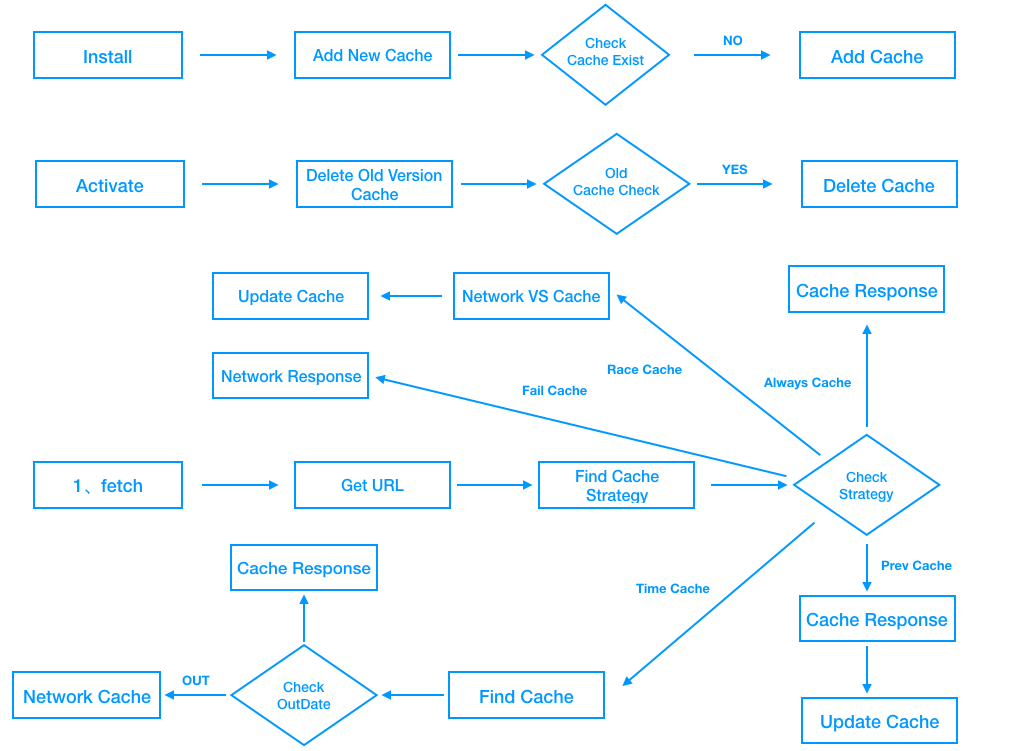 Install
Add New Cache
Check
Cache Exist
NO
Add Cache
Activate
Delete Old Version
Cache
Old
Cache Check
YES
Delete Cache
Update Cache
Network VS Cache
Cache Response
Network Response
Race Cache
Fail Cache
Always Cache
1、fetch
Get URL
Find Cache
Strategy
Check
Strategy
Cache Response
Time Cache
Prev Cache
Cache Response
Network Cache
OUT
Check
OutDate
Find Cache
Update Cache